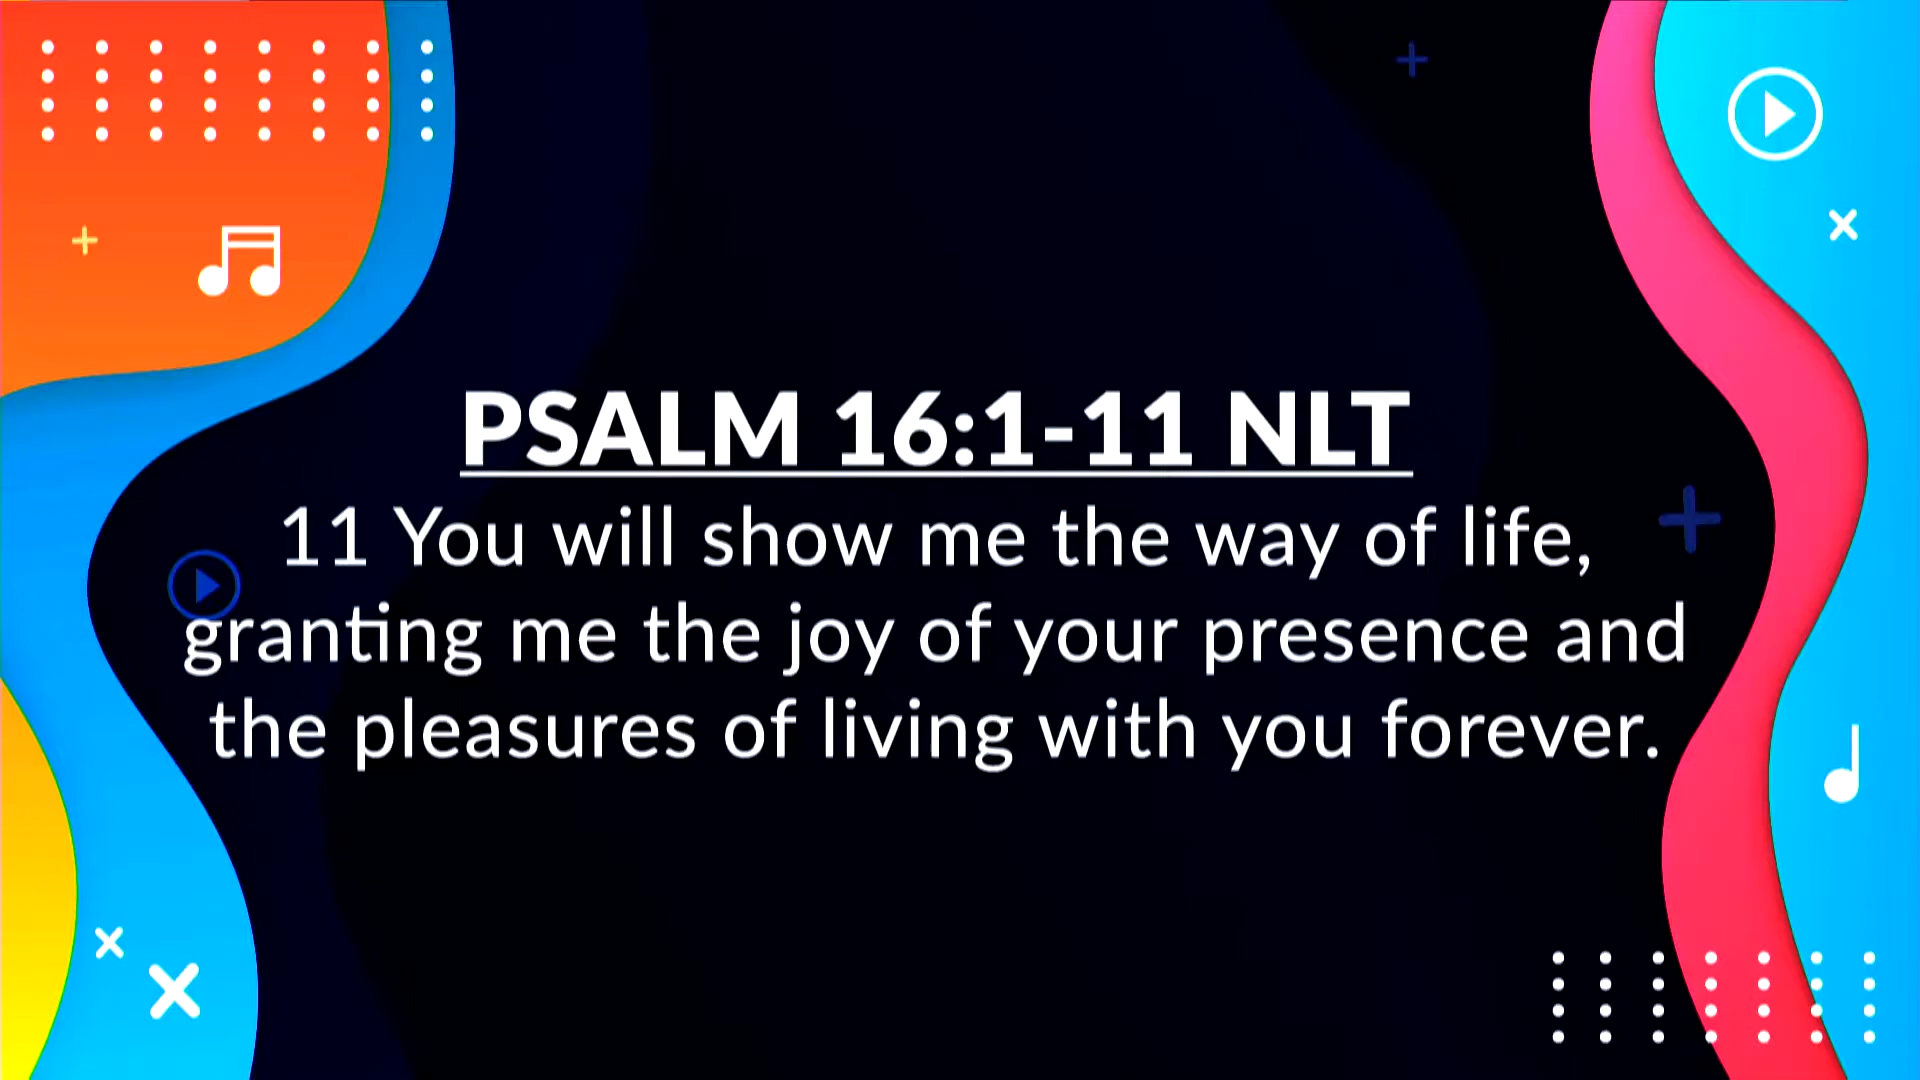 PSALM 16:1-11 NLT
11 You will show me the way of life,
granting me the joy of your presence and
the pleasures of living with you forever.